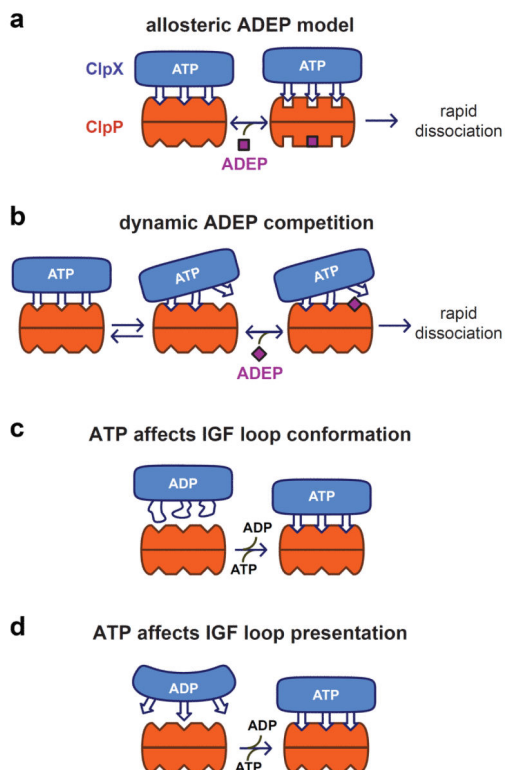 a
allosteric ADEP model
ClpX
ATP
ATP
ClpP
rapid
dissociation
ADEP
b
dynamic ADEP competition
ATP
ATP
ATP
rapid
dissociation
ADEP
c
ATP affects IGF loop conformation
ADP
ATP
ADP
ATP
d
ATP affects IGF loop presentation
ADP
ATP
ADP
ATP